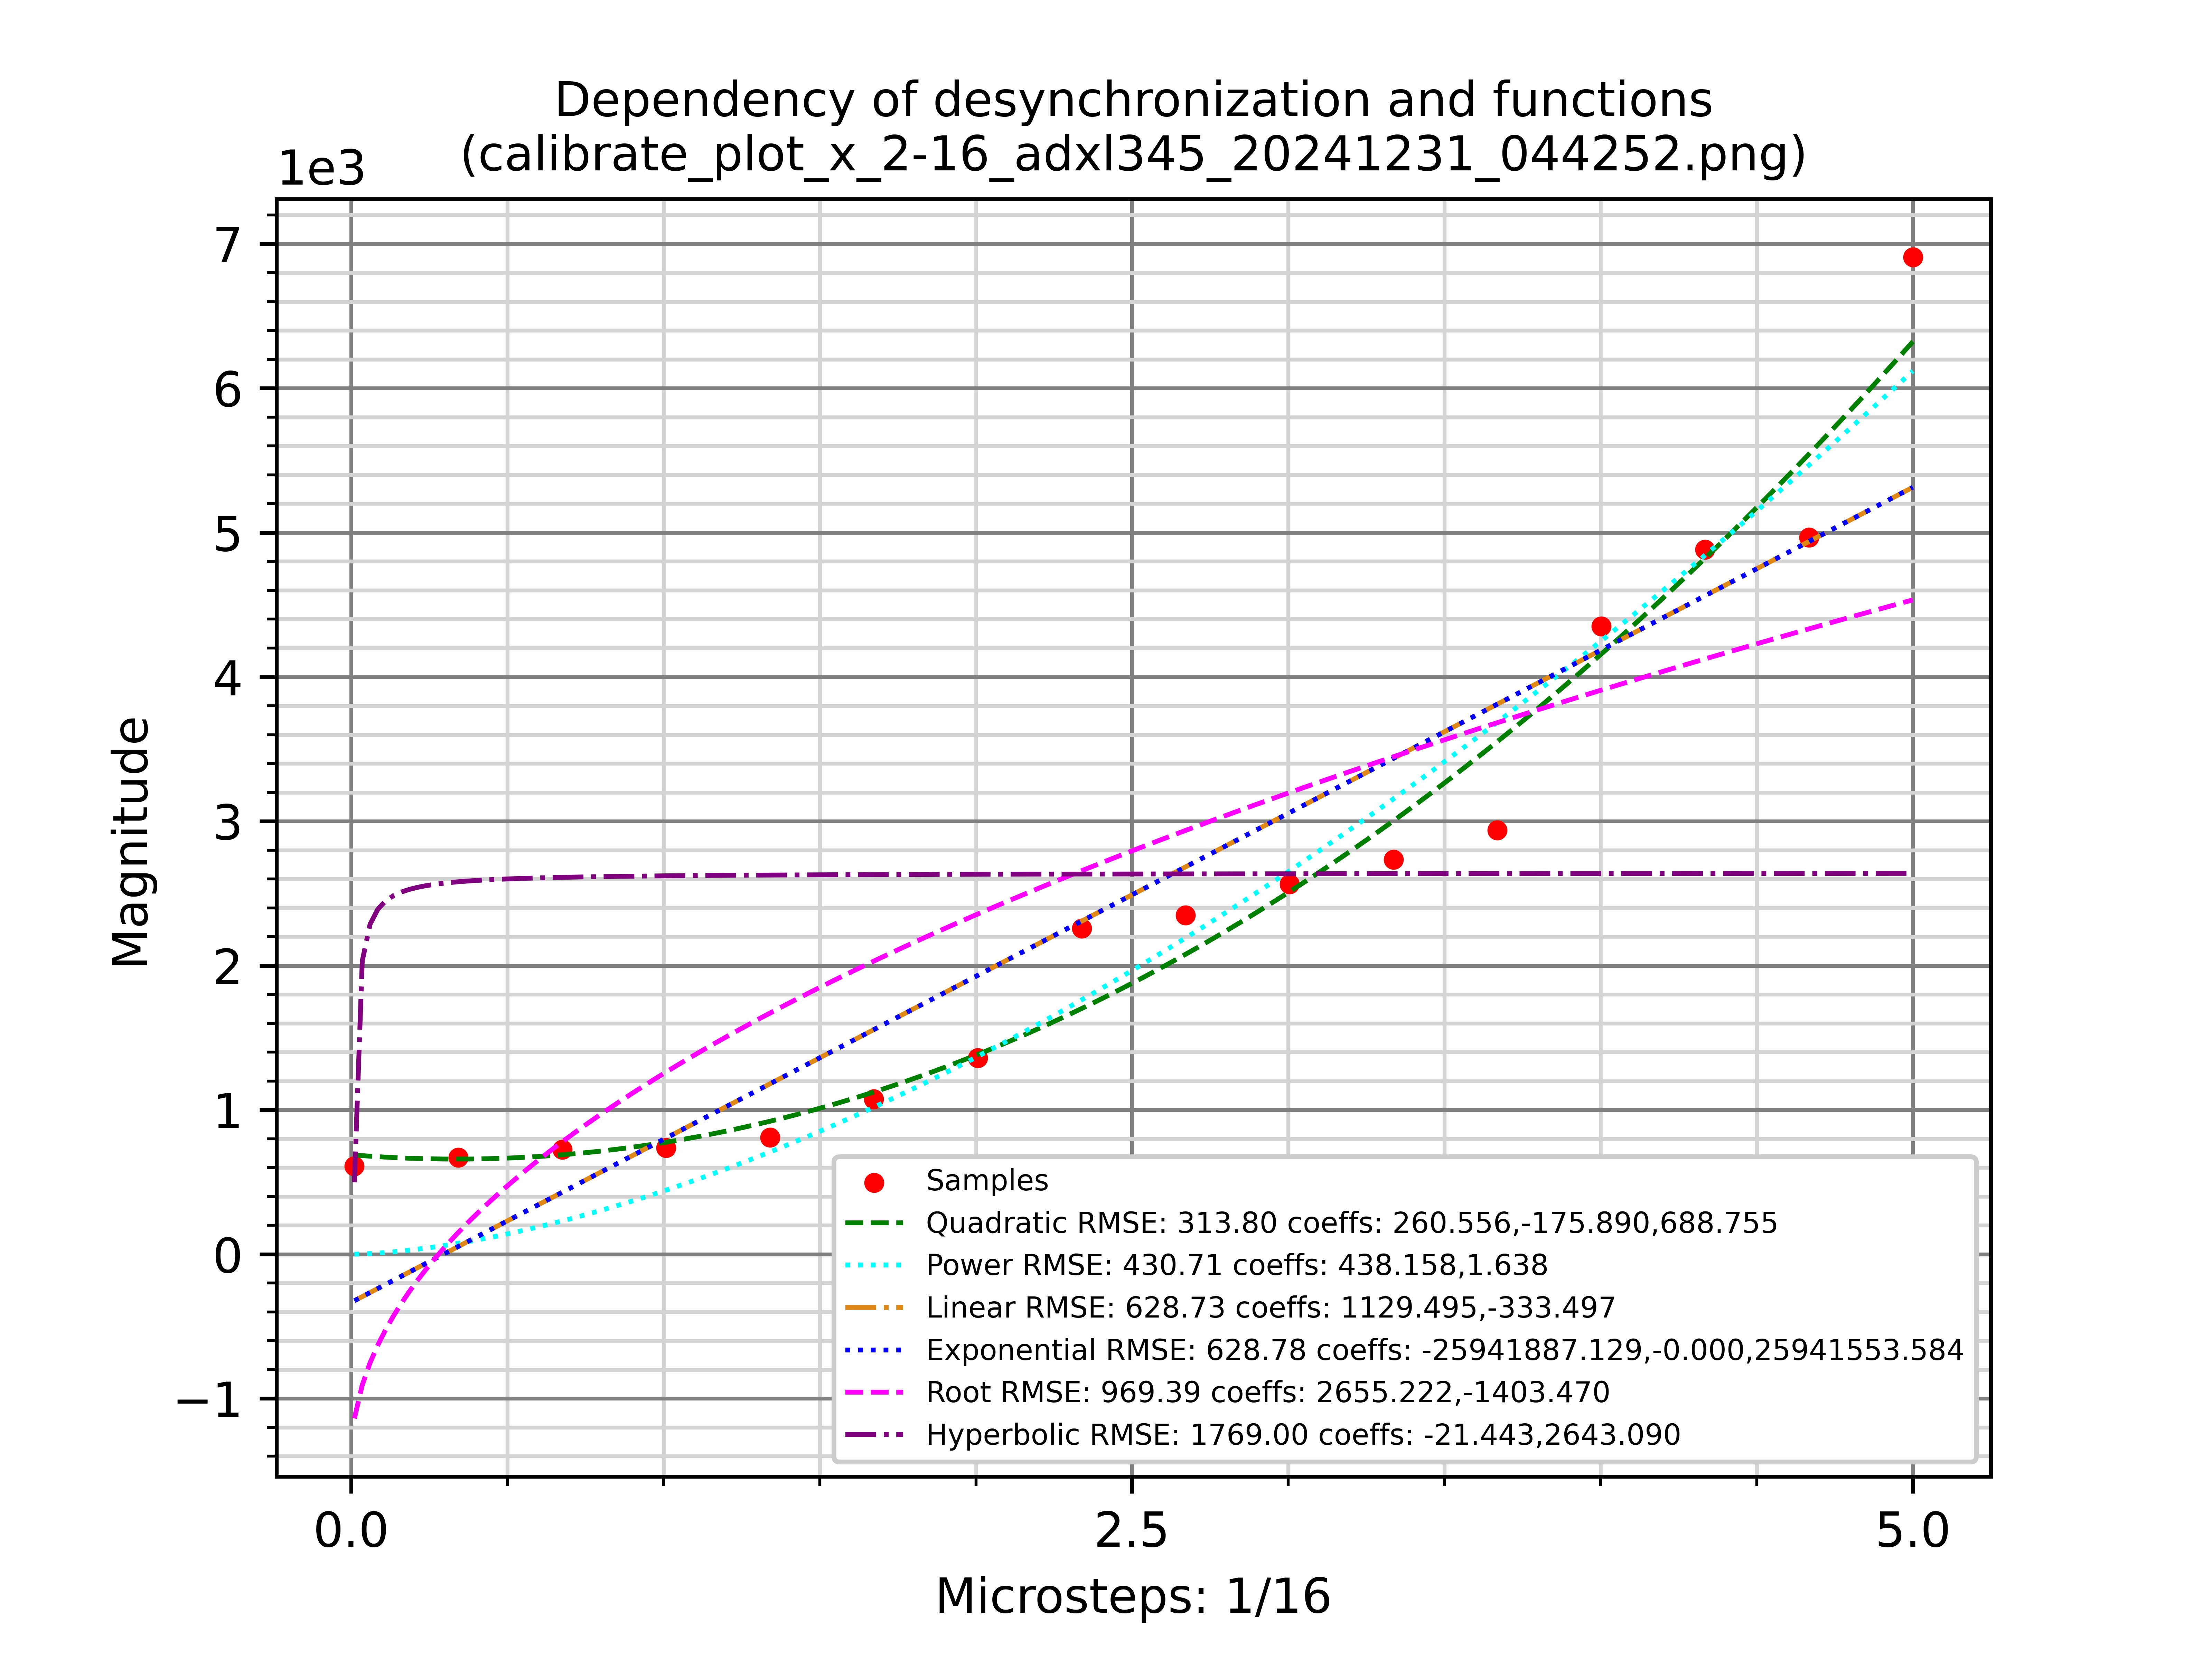 Dependency of desynchronization and functions
(calibrate_plot_x_2-16_adxl345_20241231_044252.png)
1e3
7
6
5
4
3
2
1
0
−1
Magnitude
Samples
Quadratic RMSE: 313.80 coeffs: 260.556,-175.890,688.755
Power RMSE: 430.71 coeffs: 438.158,1.638
Linear RMSE: 628.73 coeffs: 1129.495,-333.497
Exponential RMSE: 628.78 coeffs: -25941887.129,-0.000,25941553.584
Root RMSE: 969.39 coeffs: 2655.222,-1403.470
Hyperbolic RMSE: 1769.00 coeffs: -21.443,2643.090
0.0 2.5 5.0
Microsteps: 1/16